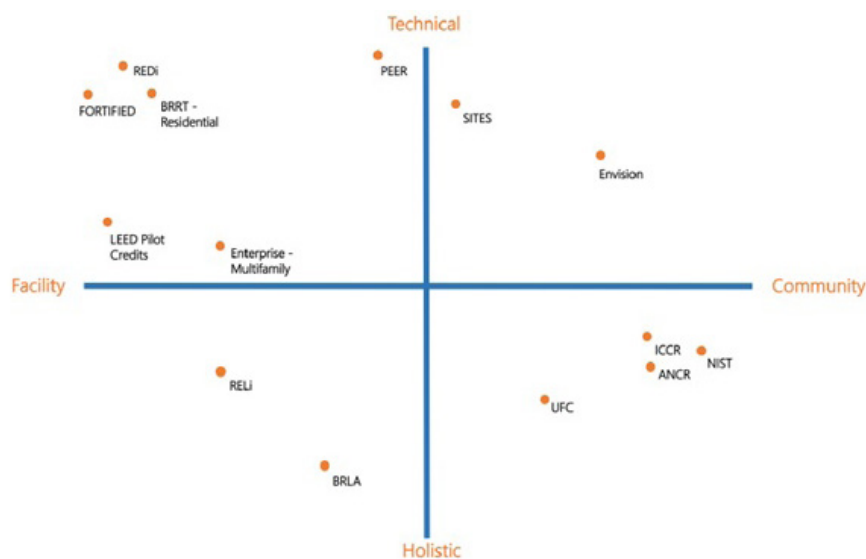 Technical
REDi
PEER
FORTIFIED
BRRT -
Residential
SITES
Envision
LEED Pilot
Credits
Enterprise -
Multifamily
Facility
Community
ICCR
NIST
ANCR
RELi
UFC
BRLA
Holistic